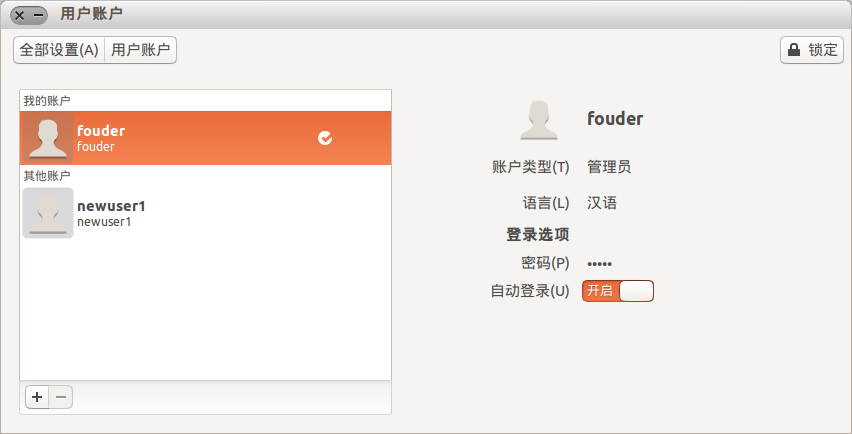 用户账户
全部设置(A) 用户账户 锁定
我的账户
fouder
fouder
其他账户
newuser1
newuser1
fouder
账户类型(T) 管理员
语言(L) 汉语
登录选项
密码(P) •••••
自动登录(U) 开启